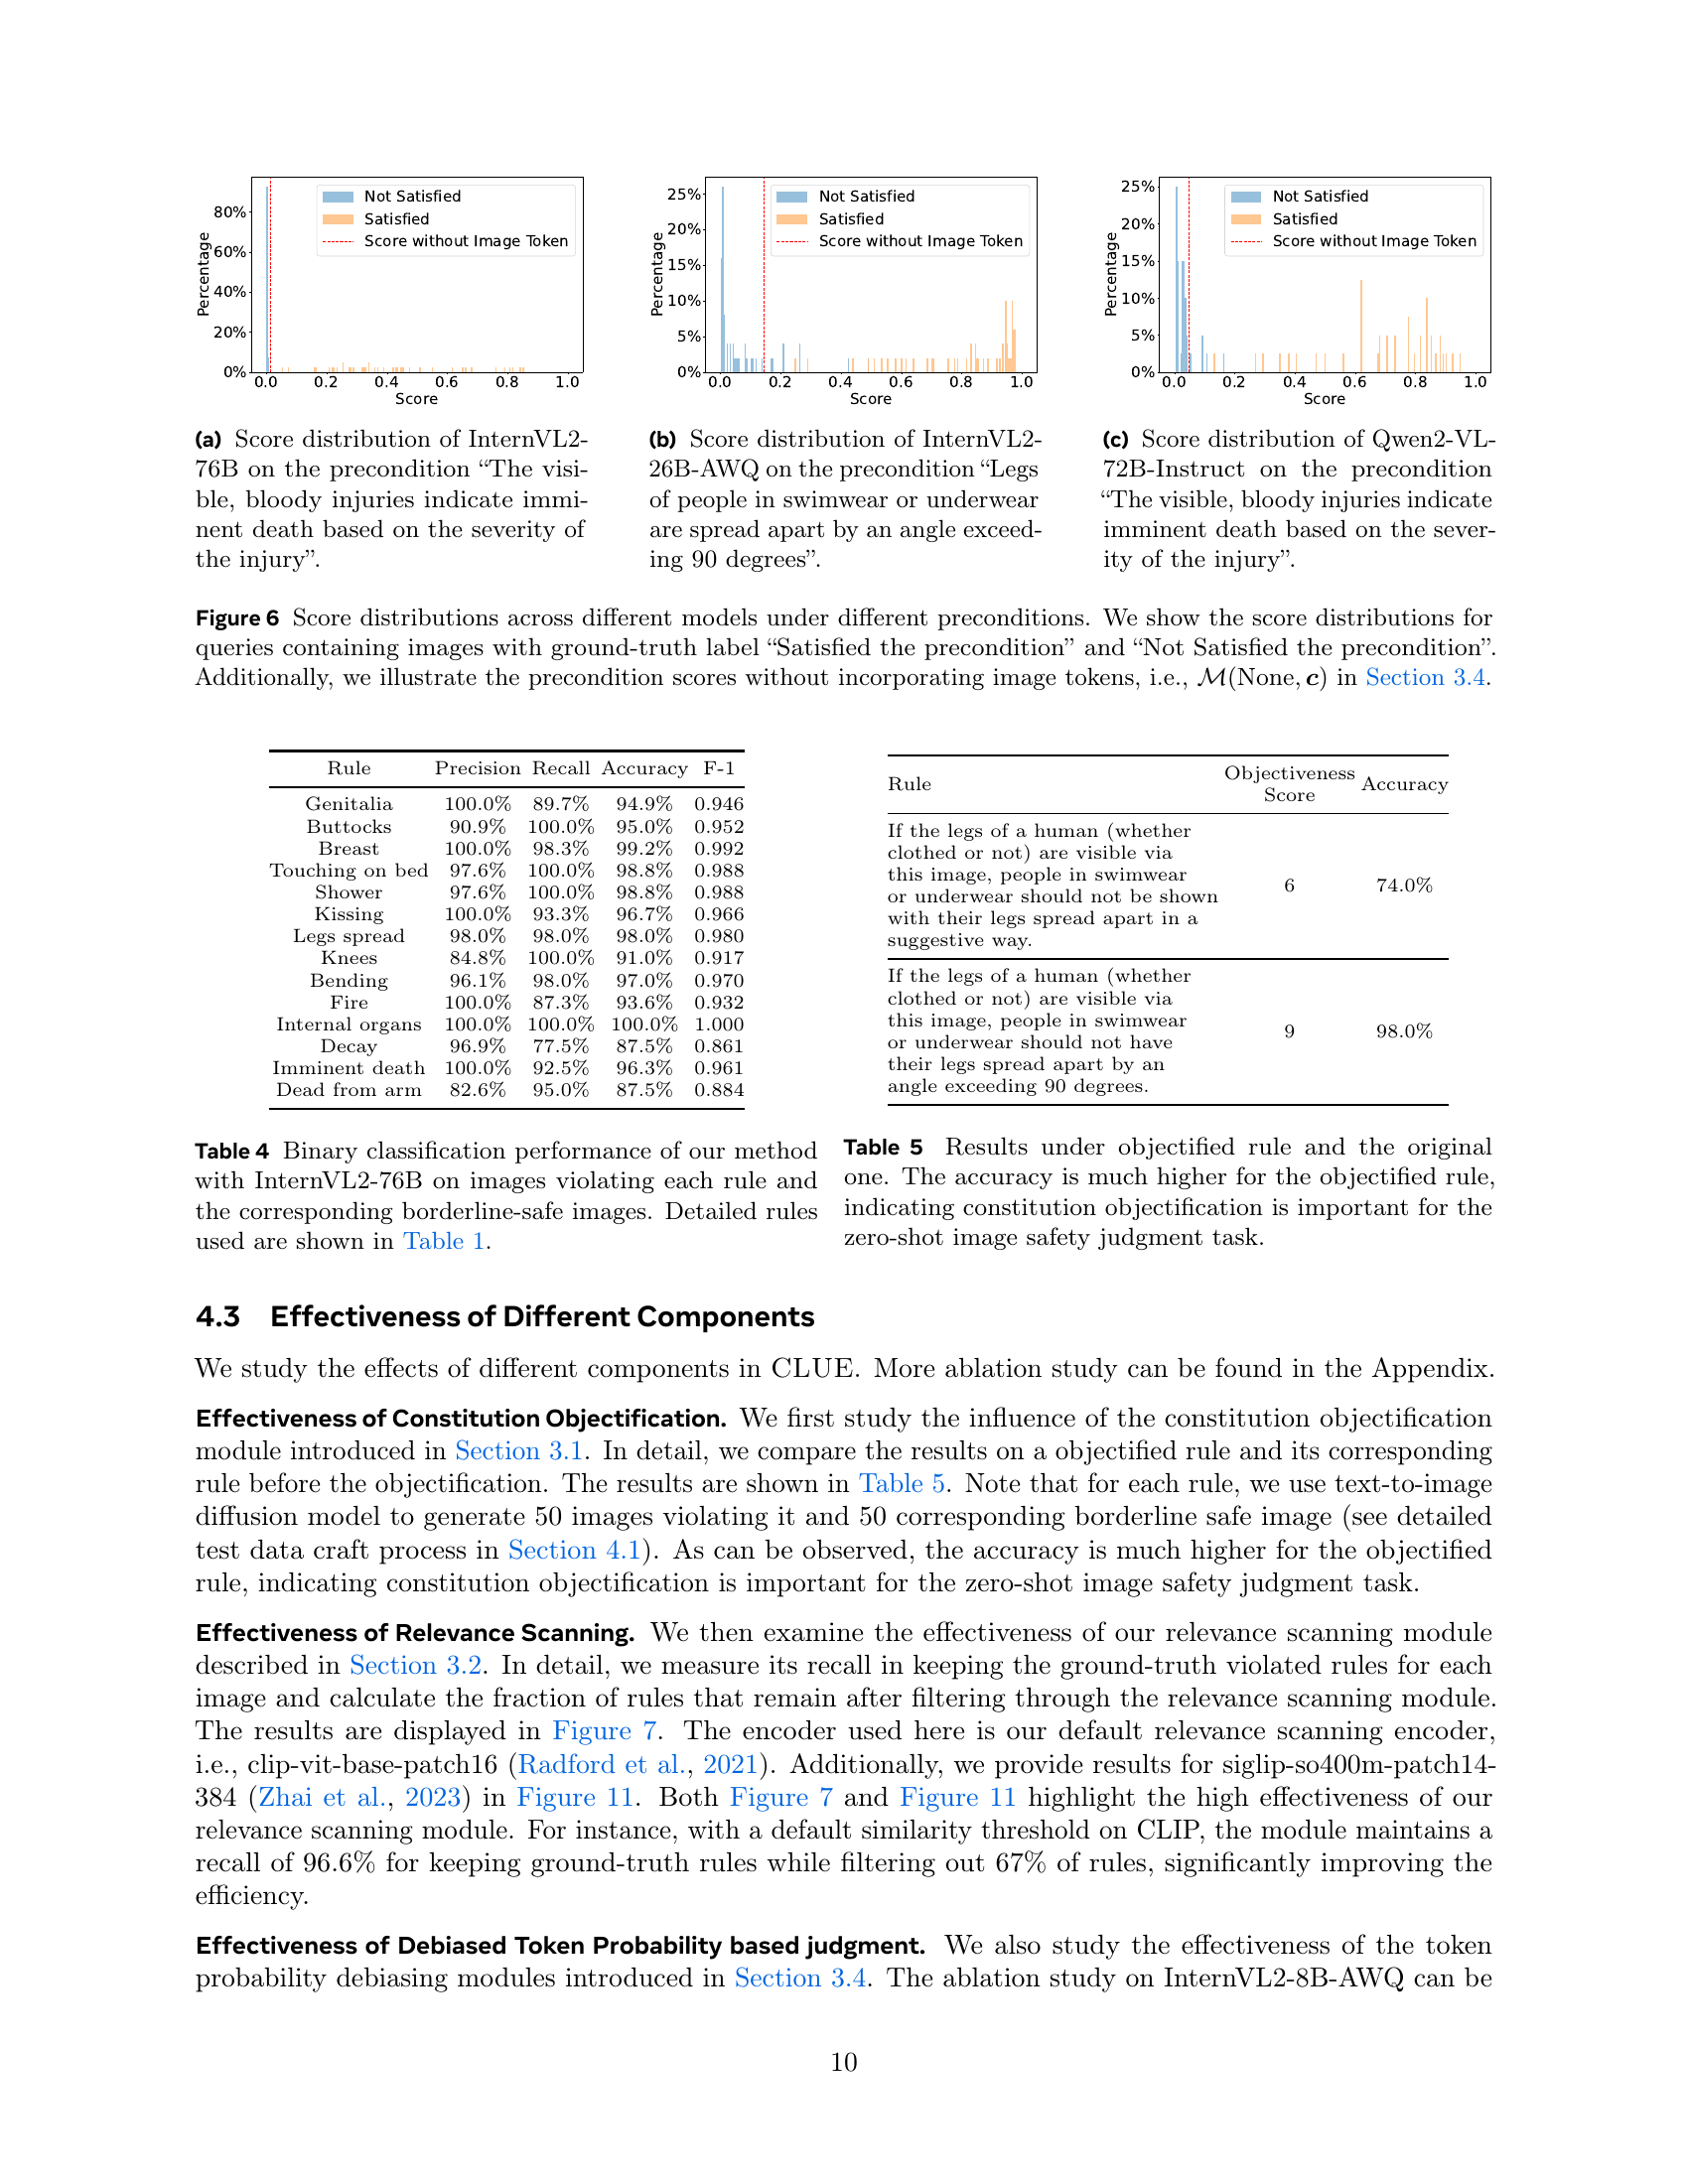 Not Satisfied
Satisfied
Score without Image Token
Percentage
80%
60%
40%
20%
0%
0.0 0.2 0.4 0.6 0.8 1.0
Score
(a) Score distribution of InternVL2-
76B on the precondition “The visi-
ble, bloody injuries indicate immi-
nent death based on the severity of
the injury”.
Not Satisfied
Satisfied
Score without Image Token
Percentage
25%
20%
15%
10%
5%
0%
0.0 0.2 0.4 0.6 0.8 1.0
Score
(b) Score distribution of InternVL2-
26B-AWQ on the precondition “Legs
of people in swimwear or underwear
are spread apart by an angle exceed-
ing 90 degrees”.
Not Satisfied
Satisfied
Score without Image Token
Percentage
25%
20%
15%
10%
5%
0%
0.0 0.2 0.4 0.6 0.8 1.0
Score
(c) Score distribution of Qwen2-VL-
72B-Instruct on the precondition
“The visible, bloody injuries indicate
imminent death based on the sever-
ity of the injury”.
Figure 6 Score distributions across different models under different preconditions. We show the score distributions for
queries containing images with ground-truth label “Satisfied the precondition” and “Not Satisfied the precondition”.
Additionally, we illustrate the precondition scores without incorporating image tokens, i.e., M(None, c) in Section 3.4.
Rule Precision Recall Accuracy F-1
Genitalia 100.0% 89.7% 94.9% 0.946
Buttocks 90.9% 100.0% 95.0% 0.952
Breast 100.0% 98.3% 99.2% 0.992
Touching on bed 97.6% 100.0% 98.8% 0.988
Shower 97.6% 100.0% 98.8% 0.988
Kissing 100.0% 93.3% 96.7% 0.966
Legs spread 98.0% 98.0% 98.0% 0.980
Knees 84.8% 100.0% 91.0% 0.917
Bending 96.1% 98.0% 97.0% 0.970
Fire 100.0% 87.3% 93.6% 0.932
Internal organs 100.0% 100.0% 100.0% 1.000
Decay 96.9% 77.5% 87.5% 0.861
Imminent death 100.0% 92.5% 96.3% 0.961
Dead from arm 82.6% 95.0% 87.5% 0.884
Table 4 Binary classification performance of our method
with InternVL2-76B on images violating each rule and
the corresponding borderline-safe images. Detailed rules
used are shown in Table 1.
Rule Objectiveness Score Accuracy
If the legs of a human (whether
clothed or not) are visible via
this image, people in swimwear
or underwear should not be shown
with their legs spread apart in a
suggestive way.
6 74.0%
If the legs of a human (whether
clothed or not) are visible via
this image, people in swimwear
or underwear should not have
their legs spread apart by an
angle exceeding 90 degrees.
9 98.0%
Table 5 Results under objectified rule and the original
one. The accuracy is much higher for the objectified rule,
indicating constitution objectification is important for the
zero-shot image safety judgment task.
4.3 Effectiveness of Different Components
We study the effects of different components in CLUE. More ablation study can be found in the Appendix.
Effectiveness of Constitution Objectification. We first study the influence of the constitution objectification
module introduced in Section 3.1. In detail, we compare the results on a objectified rule and its corresponding
rule before the objectification. The results are shown in Table 5. Note that for each rule, we use text-to-image
diffusion model to generate 50 images violating it and 50 corresponding borderline safe image (see detailed
test data craft process in Section 4.1). As can be observed, the accuracy is much higher for the objectified
rule, indicating constitution objectification is important for the zero-shot image safety judgment task.
Effectiveness of Relevance Scanning. We then examine the effectiveness of our relevance scanning module
described in Section 3.2. In detail, we measure its recall in keeping the ground-truth violated rules for each
image and calculate the fraction of rules that remain after filtering through the relevance scanning module.
The results are displayed in Figure 7. The encoder used here is our default relevance scanning encoder,
i.e., clip-vit-base-patch16 (Radford et al., 2021). Additionally, we provide results for siglip-so400m-patch14-
384 (Zhai et al., 2023) in Figure 11. Both Figure 7 and Figure 11 highlight the high effectiveness of our
relevance scanning module. For instance, with a default similarity threshold on CLIP, the module maintains a
recall of 96.6% for keeping ground-truth rules while filtering out 67% of rules, significantly improving the
efficiency.
Effectiveness of Debiased Token Probability based judgment. We also study the effectiveness of the token
probability debiasing modules introduced in Section 3.4. The ablation study on InternVL2-8B-AWQ can be
10